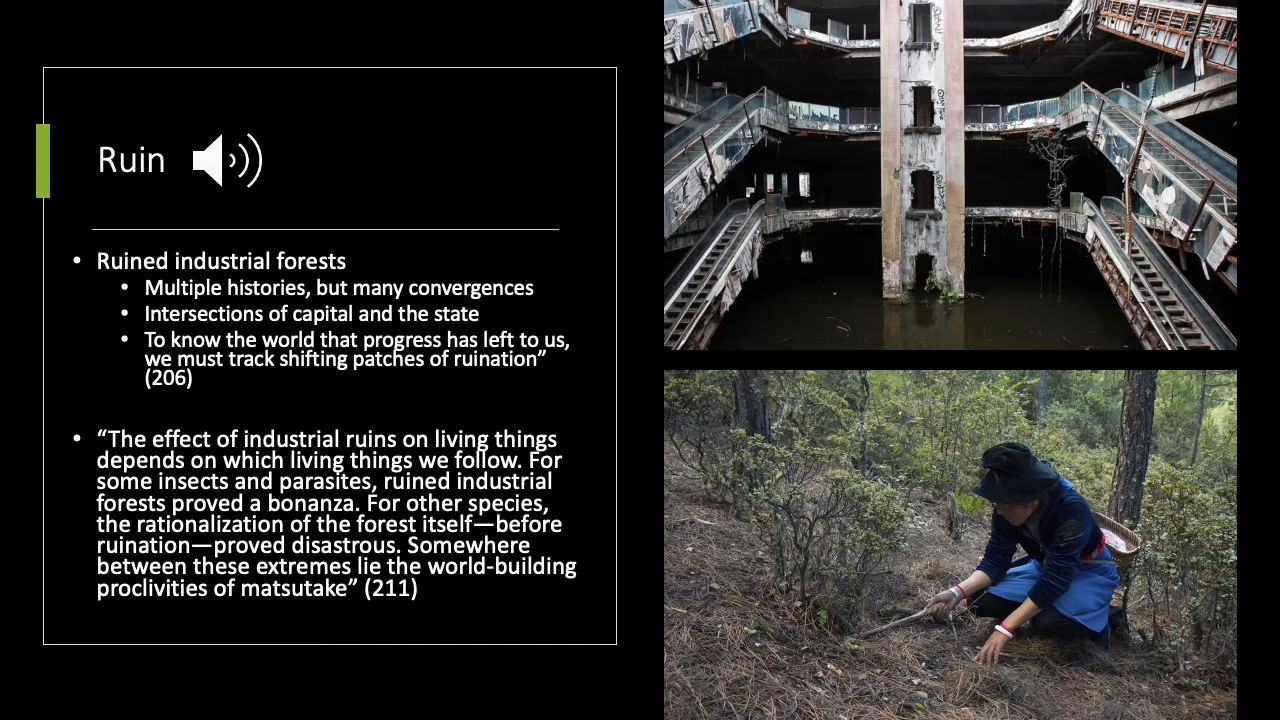 Ruin
• Ruined industrial forests
• Multiple histories, but many convergences
• Intersections of capital and the state
• To know the world that progress has left to us,
we must track shifting patches of ruination”
(206)
• “The effect of industrial ruins on living things
depends on which living things we follow. For
some insects and parasites, ruined industrial
forests proved a bonanza. For other species,
the rationalization of the forest itself—before
ruination—proved disastrous. Somewhere
between these extremes lie the world-building
proclivities of matsutake” (211)